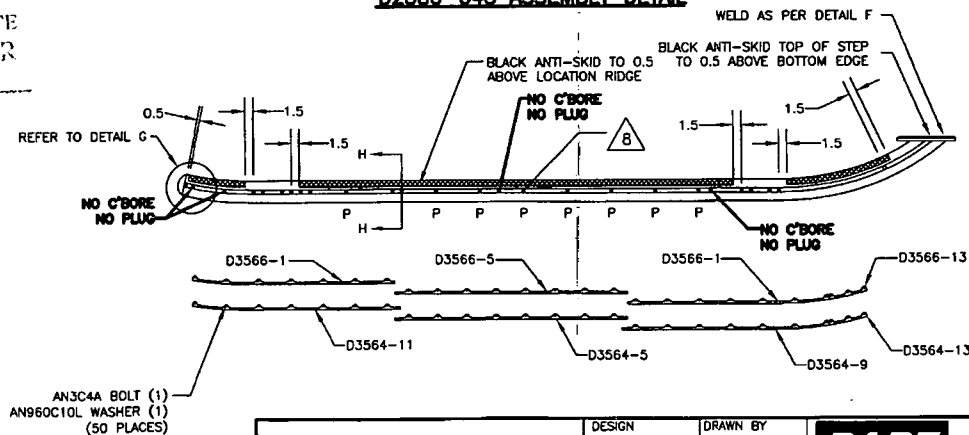 WELD AS PER DETAIL F
BLACK ANTI-SKID TO 0.5
ABOVE LOCATION RIDGE
BLACK ANTI-SKID TOP OF STEP
TO 0.5 ABOVE BOTTOM EDGE
NO C'BORE
NO PLUG
0.5
1.5
1.5
8
1.5
1.5
REFER TO DETAIL G
H
H
NO C'BORE
NO PLUG
P P P P P P P P
NO C'BORE
NO PLUG
D3566-1
D3566-5
D3566-1
D3566-13
D3564-11
D3564-5
D3564-9
D3564-13
AN3C4A BOLT (1)
AN960C10L WASHER (1)
(50 PLACES)
DESIGN
DRAWN BY